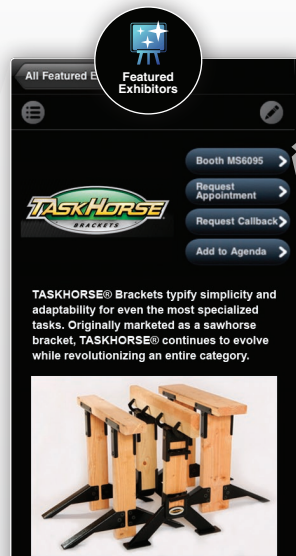 All Featured E
Featured
Exhibitors
Booth MS6095
Request
Appointment
Request Callback
Add to Agenda
TASKHORSE
BRACKETS
TASKHORSE® Brackets typify simplicity and
adaptability for even the most specialized
tasks. Originally marketed as a sawhorse
bracket, TASKHORSE® continues to evolve
while revolutionizing an entire category.